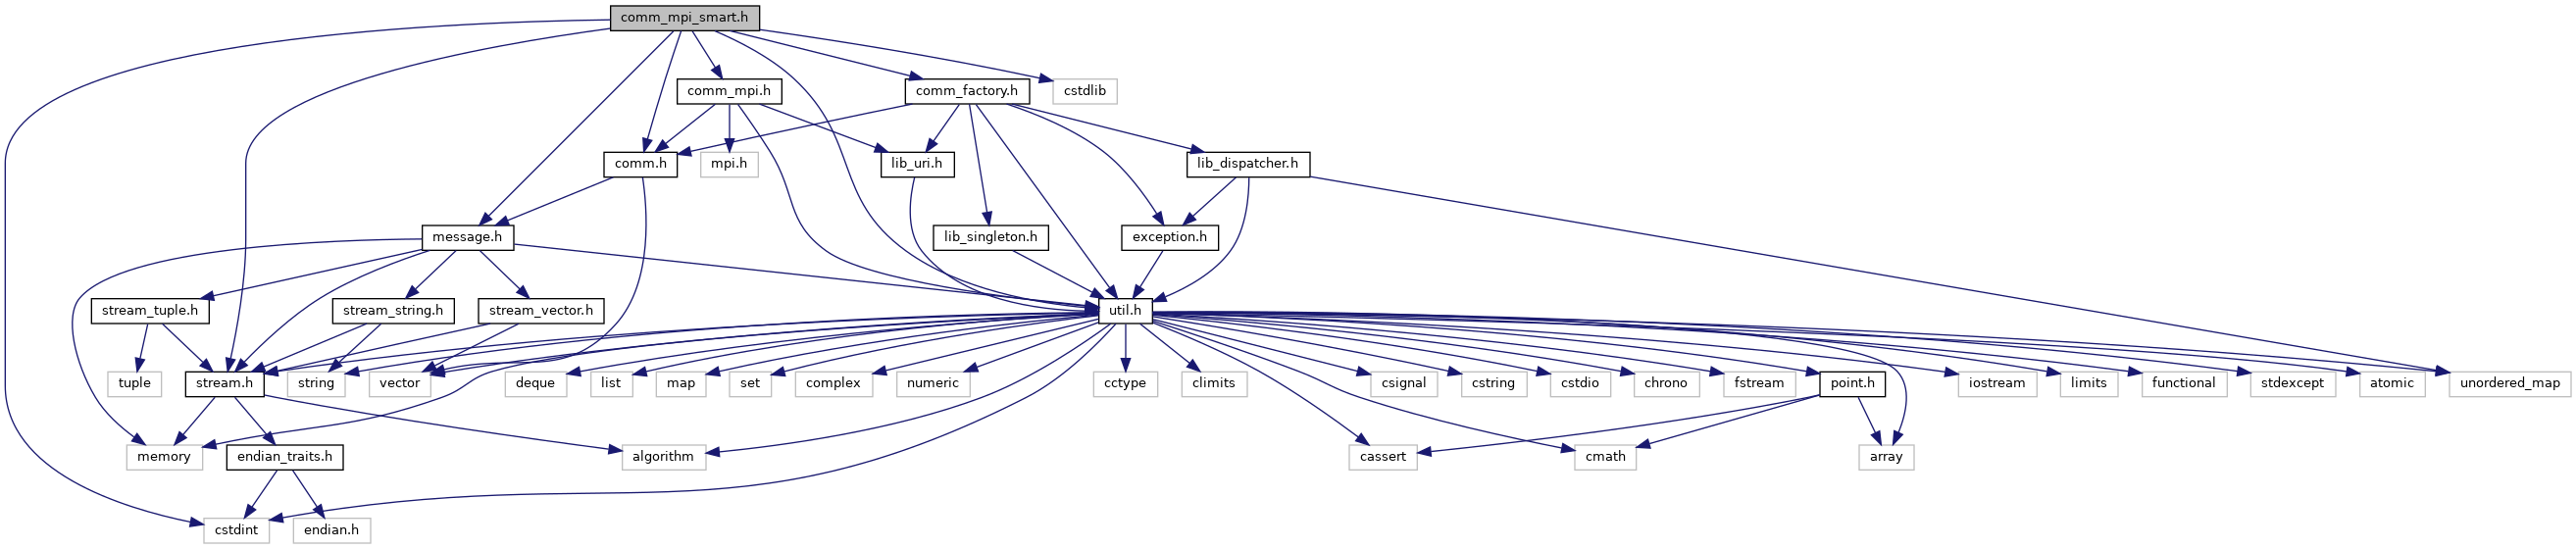 comm_mpi_smart.h
comm_mpi.h
comm_factory.h
cstdlib
comm.h
mpi.h
lib_uri.h
lib_dispatcher.h
message.h
lib_singleton.h
exception.h
stream_tuple.h
stream_string.h
stream_vector.h
util.h
tuple
stream.h
string
vector
deque
list
map
set
complex
numeric
cctype
climits
csignal
cstring
cstdio
chrono
fstream
point.h
iostream
limits
functional
stdexcept
atomic
unordered_map
memory
endian_traits.h
algorithm
cassert
cmath
array
cstdint
endian.h